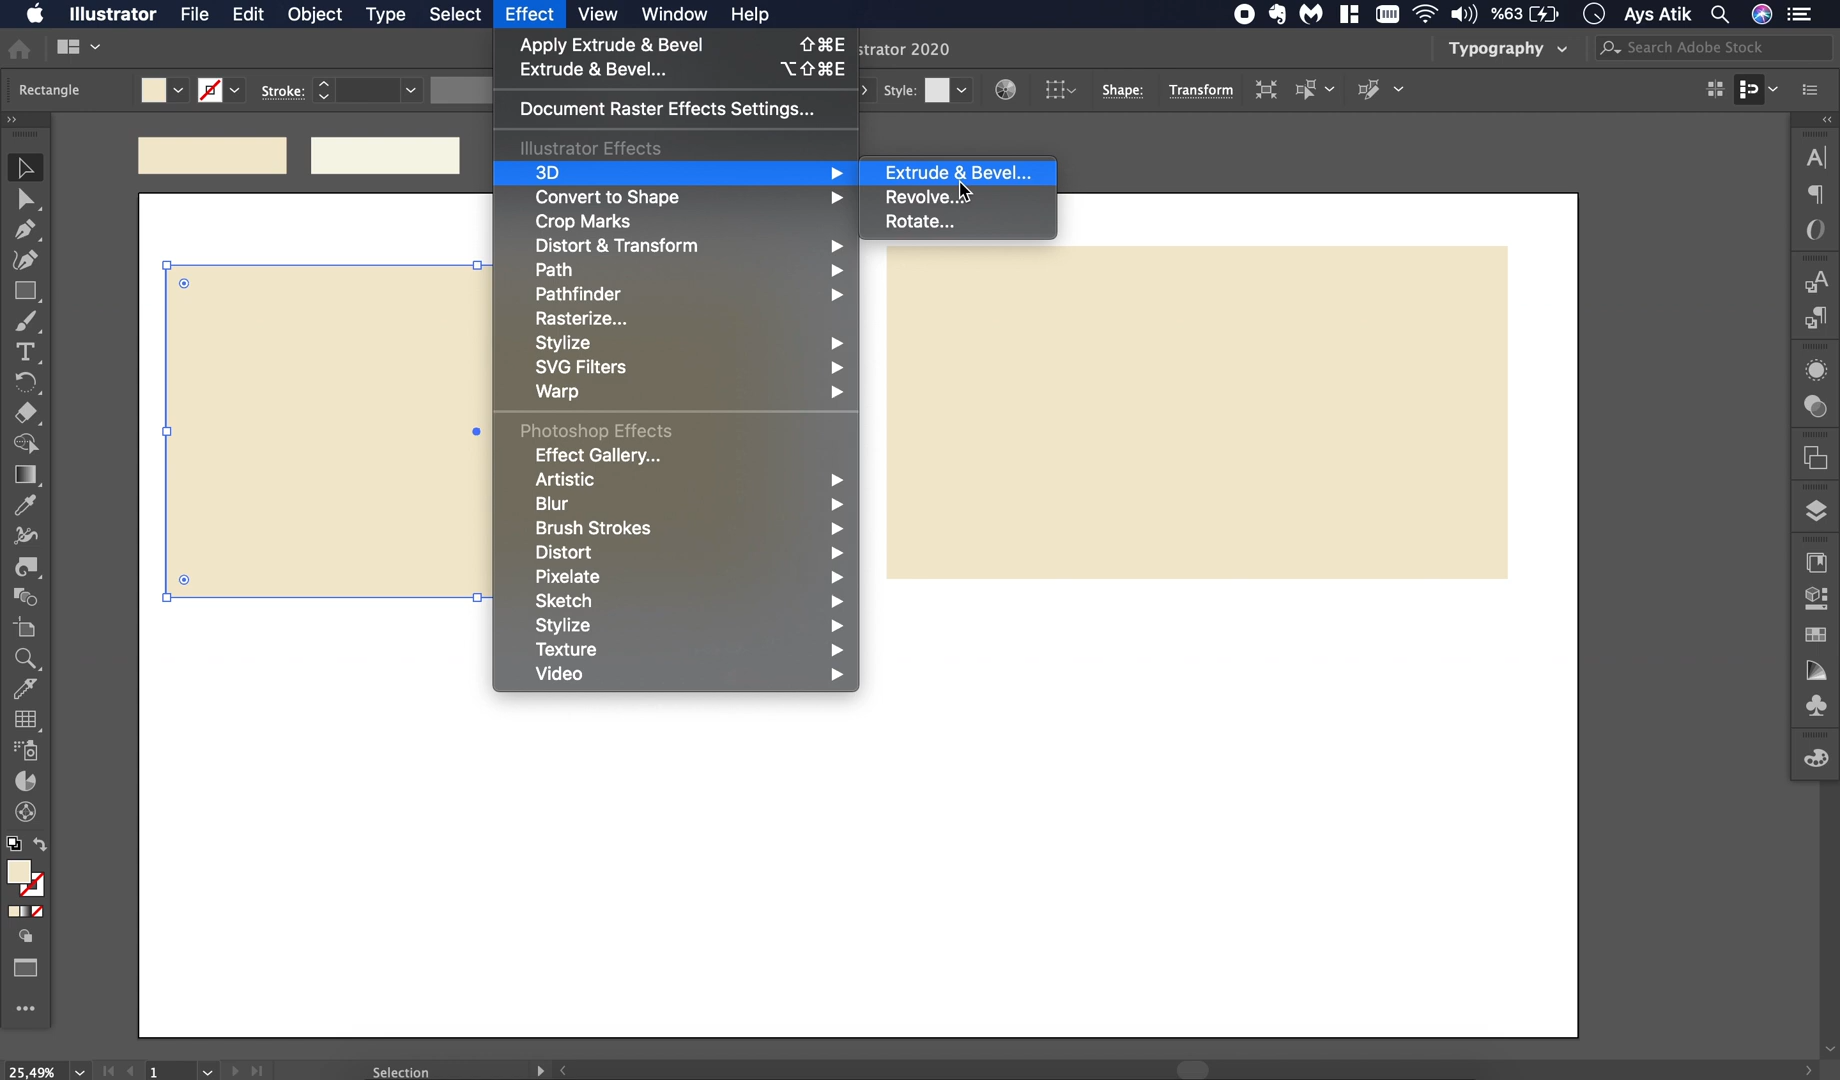 Illustrator File Edit Object Type Select Effect View Window Help %63 Ays Atik
Apply Extrude & Bevel ⇧⌘E
Extrude & Bevel... ⌥⇧⌘E
strator 2020
Typography
Search Adobe Stock
Rectangle
Stroke:
Style:
Shape:
Transform
Document Raster Effects Settings...
Illustrator Effects
3D
Convert to Shape
Crop Marks
Distort & Transform
Path
Pathfinder
Rasterize...
Stylize
SVG Filters
Warp
Extrude & Bevel...
Revolve...
Rotate...
Photoshop Effects
Effect Gallery...
Artistic
Blur
Brush Strokes
Distort
Pixelate
Sketch
Stylize
Texture
Video
25,49% 1 Selection